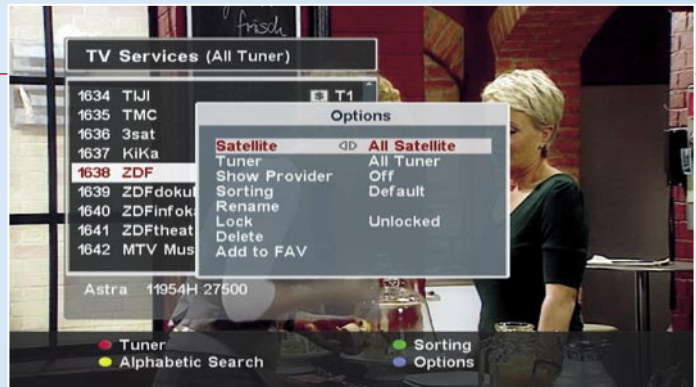 frisch
TV Services (All Tuner)
1634 TIJI $ T1
1635 TMC
1636 3sat
1637 KiKa
1638 ZDF
1639 ZDFdokul
1640 ZDFinfok
1641 ZDFtheat
1642 MTV Mus
Options
Satellite All Satellite
Tuner All Tuner
Show Provider Off
Sorting Default
Rename
Lock Unlocked
Delete
Add to FAV
Astra 11954H 27500
Tuner
Sorting
Alphabetic Search
Options